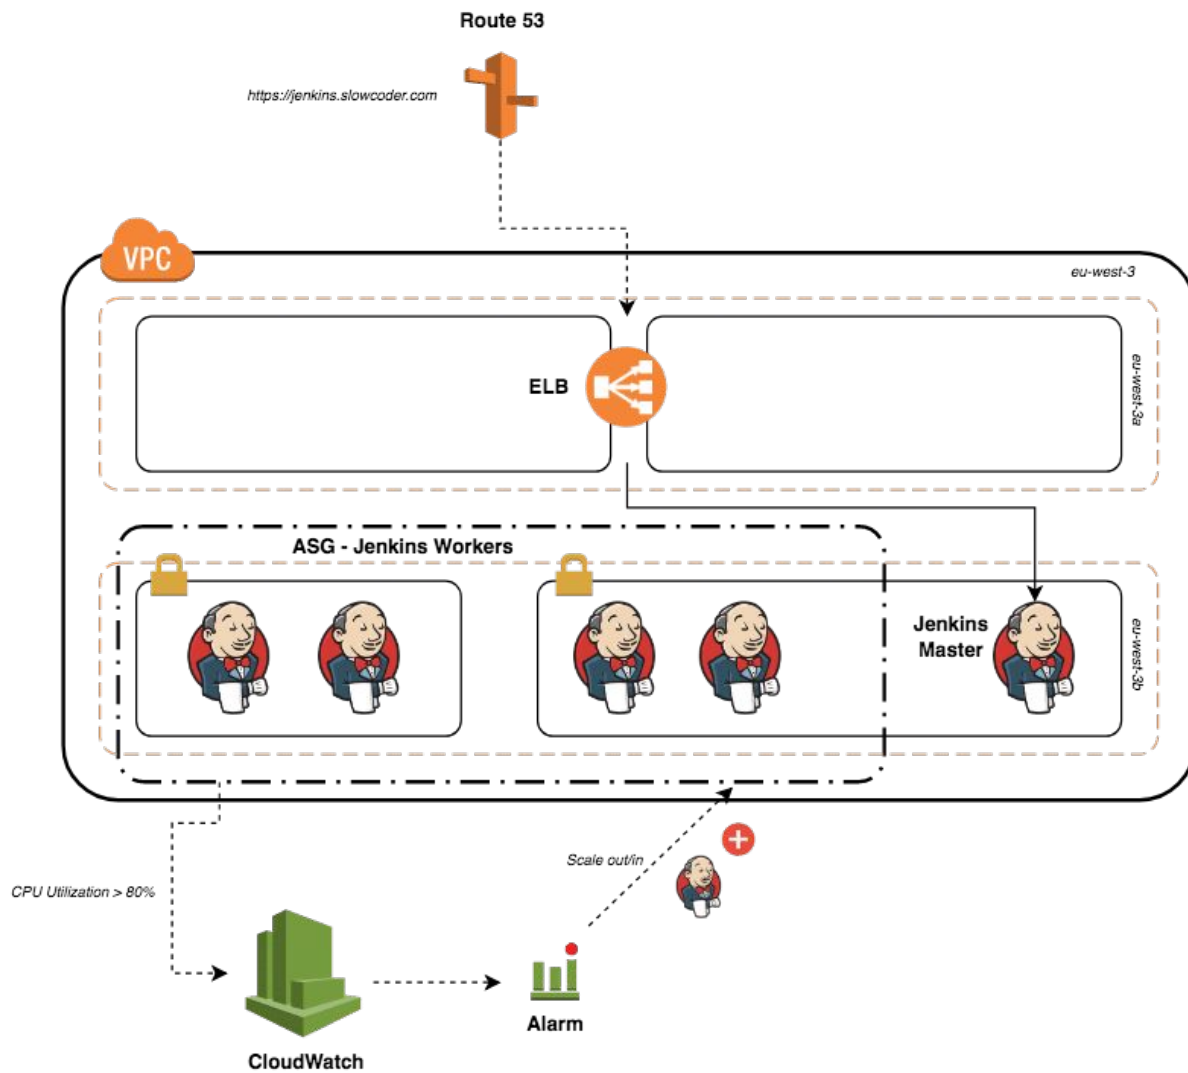 Route 53
https://jenkins.slowcoder.com
VPC
eu-west-3
ELB
eu-west-3a
ASG - Jenkins Workers
Jenkins
Master
eu-west-3b
Scale out/in
CPU Utilization > 80%
Alarm
CloudWatch